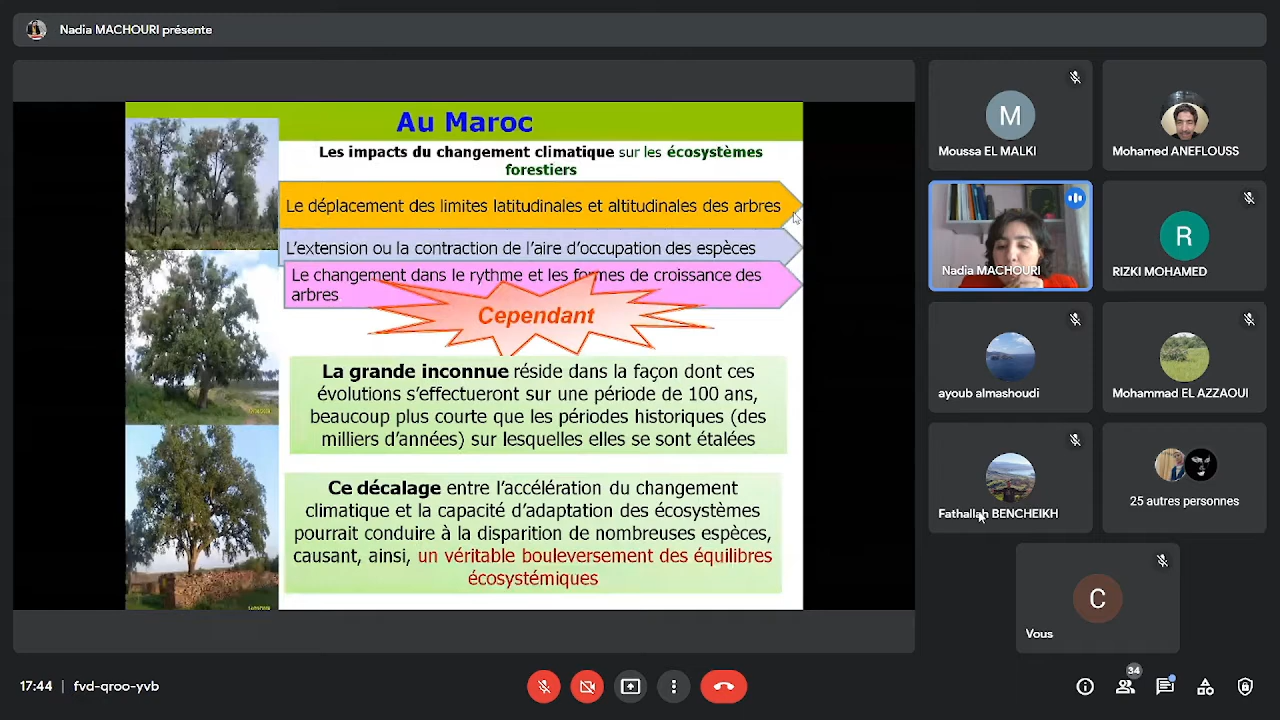 Nadia MACHOURI présente
Au Maroc
Les impacts du changement climatique sur les écosystèmes
forestiers
Le déplacement des limites latitudinales et altitudinales des arbres
L'extension ou la contraction de l'aire d'occupation des espèces
Le changement dans le rythme et les formes de croissance des
arbres
Cependant
La grande inconnue réside dans la façon dont ces
évolutions s'effectueront sur une période de 100 ans,
beaucoup plus courte que les périodes historiques (des
milliers d'années) sur lesquelles elles se sont étalées
Ce décalage entre l'accélération du changement
climatique et la capacité d'adaptation des écosystèmes
pourrait conduire à la disparition de nombreuses espèces,
causant, ainsi, un véritable bouleversement des équilibres
écosystémiques
M
Moussa EL MALKI
Mohamed ANEFLOUSS
Nadia MACHOURI
R
RIZKI MOHAMED
ayoub almashoudi
Mohammad EL AZZAOUI
Fathallah BENCHEIKH
25 autres personnes
C
Vous
17:44 | fvd-qroo-yvb
34